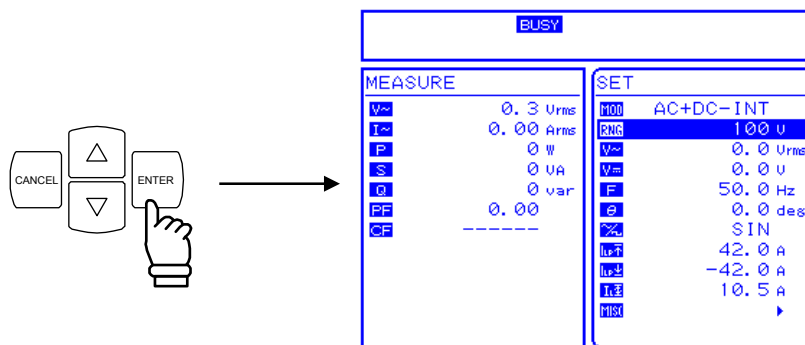 CANCEL
ENTER
BUSY
MEASURE
V~ 0.3 Vrms
I~ 0.00 Arms
P 0 W
S 0 VA
Q 0 var
PF 0.00
CF ------
SET
MOD AC+DC-INT
RNG 100 V
V~ 0.0 Vrms
V⎓ 0.0 V
F 50.0 Hz
θ 0.0 deg
SIN
42.0 A
-42.0 A
10.5 A
MISC